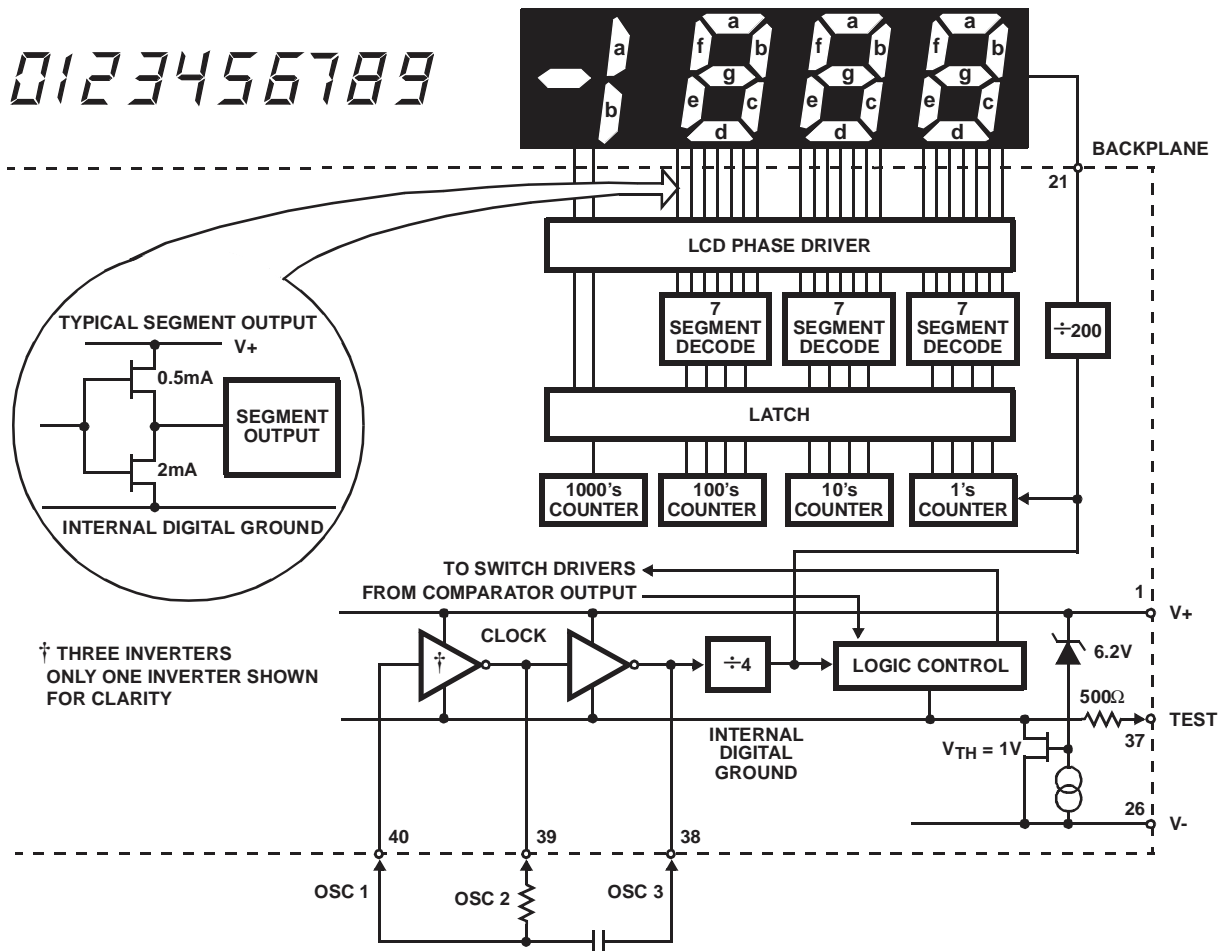 0123456789
a
b
a
f
b
g
e
c
d
a
f
b
g
e
c
d
a
f
b
g
e
c
d
BACKPLANE
21
LCD PHASE DRIVER
7
SEGMENT
DECODE
7
SEGMENT
DECODE
7
SEGMENT
DECODE
÷200
LATCH
1000's
COUNTER
100's
COUNTER
10's
COUNTER
1's
COUNTER
TYPICAL SEGMENT OUTPUT
V+
0.5mA
SEGMENT
OUTPUT
2mA
INTERNAL DIGITAL GROUND
TO SWITCH DRIVERS
FROM COMPARATOR OUTPUT
1
V+
† THREE INVERTERS
ONLY ONE INVERTER SHOWN
FOR CLARITY
†
CLOCK
÷4
LOGIC CONTROL
6.2V
500Ω
TEST
37
INTERNAL
DIGITAL
GROUND
VTH = 1V
26
V-
40
39
38
OSC 1
OSC 2
OSC 3